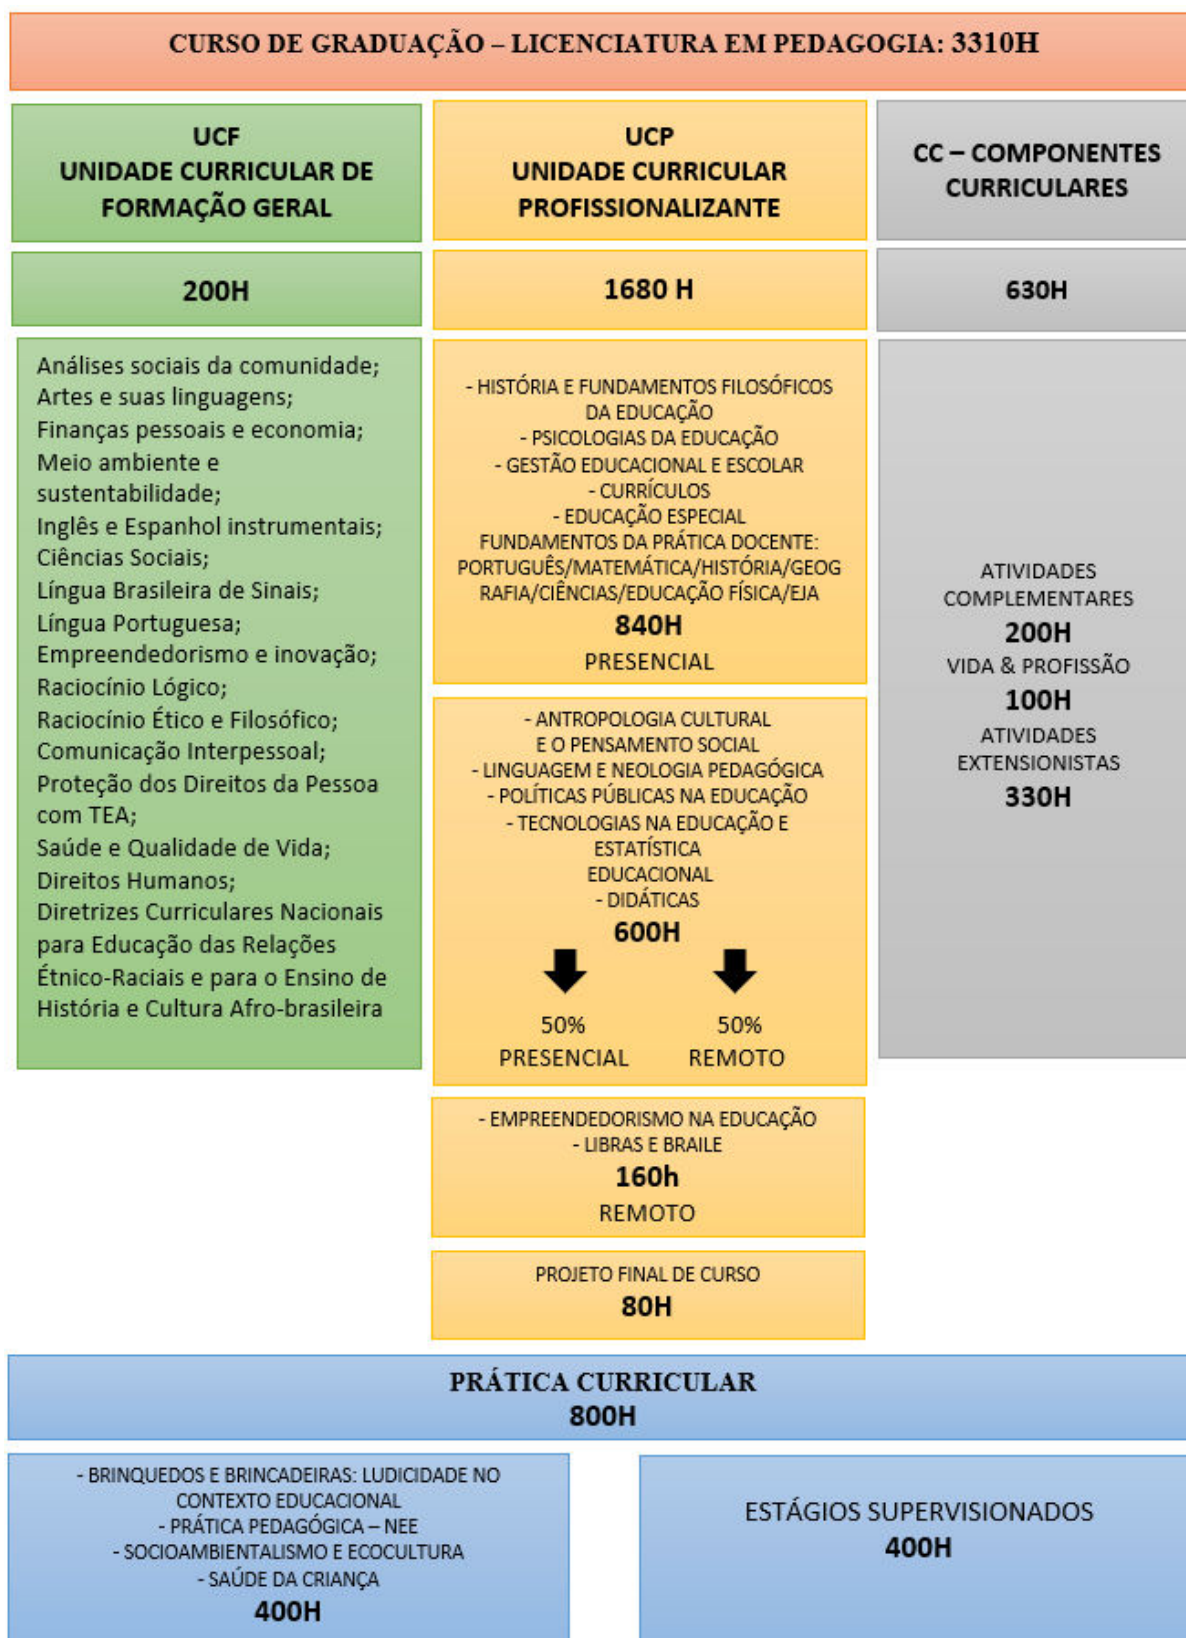 CURSO DE GRADUAÇÃO – LICENCIATURA EM PEDAGOGIA: 3310H
UCF
UNIDADE CURRICULAR DE
FORMAÇÃO GERAL
200H
Análises sociais da comunidade;
Artes e suas linguagens;
Finanças pessoais e economia;
Meio ambiente e
sustentabilidade;
Inglês e Espanhol instrumentais;
Ciências Sociais;
Língua Brasileira de Sinais;
Língua Portuguesa;
Empreendedorismo e inovação;
Raciocínio Lógico;
Raciocínio Ético e Filosófico;
Comunicação Interpessoal;
Proteção dos Direitos da Pessoa
com TEA;
Saúde e Qualidade de Vida;
Direitos Humanos;
Diretrizes Curriculares Nacionais
para Educação das Relações
Étnico-Raciais e para o Ensino de
História e Cultura Afro-brasileira
UCP
UNIDADE CURRICULAR
PROFISSIONALIZANTE
1680 H
- HISTÓRIA E FUNDAMENTOS FILOSÓFICOS
DA EDUCAÇÃO
- PSICOLOGIAS DA EDUCAÇÃO
- GESTÃO EDUCACIONAL E ESCOLAR
- CURRÍCULOS
- EDUCAÇÃO ESPECIAL
FUNDAMENTOS DA PRÁTICA DOCENTE:
PORTUGUÊS/MATEMÁTICA/HISTÓRIA/GEOG
RAFIA/CIÊNCIAS/EDUCAÇÃO FÍSICA/EJA
840H
PRESENCIAL
- ANTROPOLOGIA CULTURAL
E O PENSAMENTO SOCIAL
- LINGUAGEM E NEOLOGIA PEDAGÓGICA
- POLÍTICAS PÚBLICAS NA EDUCAÇÃO
- TECNOLOGIAS NA EDUCAÇÃO E
ESTATÍSTICA
EDUCACIONAL
- DIDÁTICAS
600H
50%
PRESENCIAL
50%
REMOTO
- EMPREENDEDORISMO NA EDUCAÇÃO
- LIBRAS E BRAILE
160h
REMOTO
PROJETO FINAL DE CURSO
80H
CC – COMPONENTES
CURRICULARES
630H
ATIVIDADES
COMPLEMENTARES
200H
VIDA & PROFISSÃO
100H
ATIVIDADES
EXTENSIONISTAS
330H
PRÁTICA CURRICULAR
800H
- BRINQUEDOS E BRINCADEIRAS: LUDICIDADE NO
CONTEXTO EDUCACIONAL
- PRÁTICA PEDAGÓGICA – NEE
- SOCIOAMBIENTALISMO E ECOCULTURA
- SAÚDE DA CRIANÇA
400H
ESTÁGIOS SUPERVISIONADOS
400H